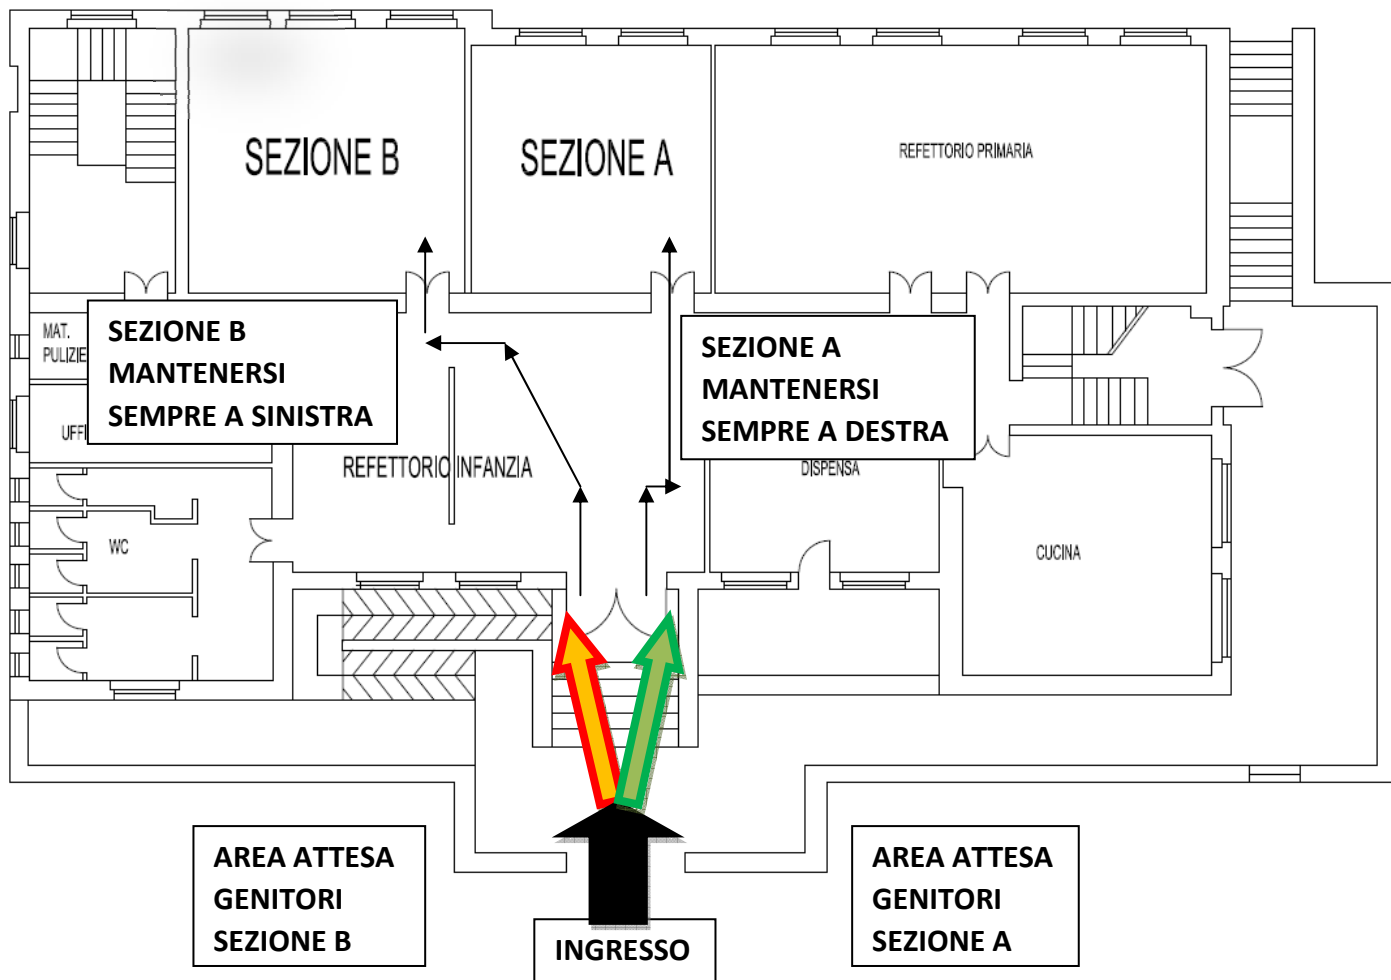 SEZIONE B
SEZIONE A
REFETTORIO PRIMARIA
MAT.
PULIZIE
SEZIONE B
MANTENERSI
SEMPRE A SINISTRA
SEZIONE A
MANTENERSI
SEMPRE A DESTRA
UFFI
REFETTORIO INFANZIA
DISPENSA
WC
CUCINA
AREA ATTESA
GENITORI
SEZIONE B
INGRESSO
AREA ATTESA
GENITORI
SEZIONE A